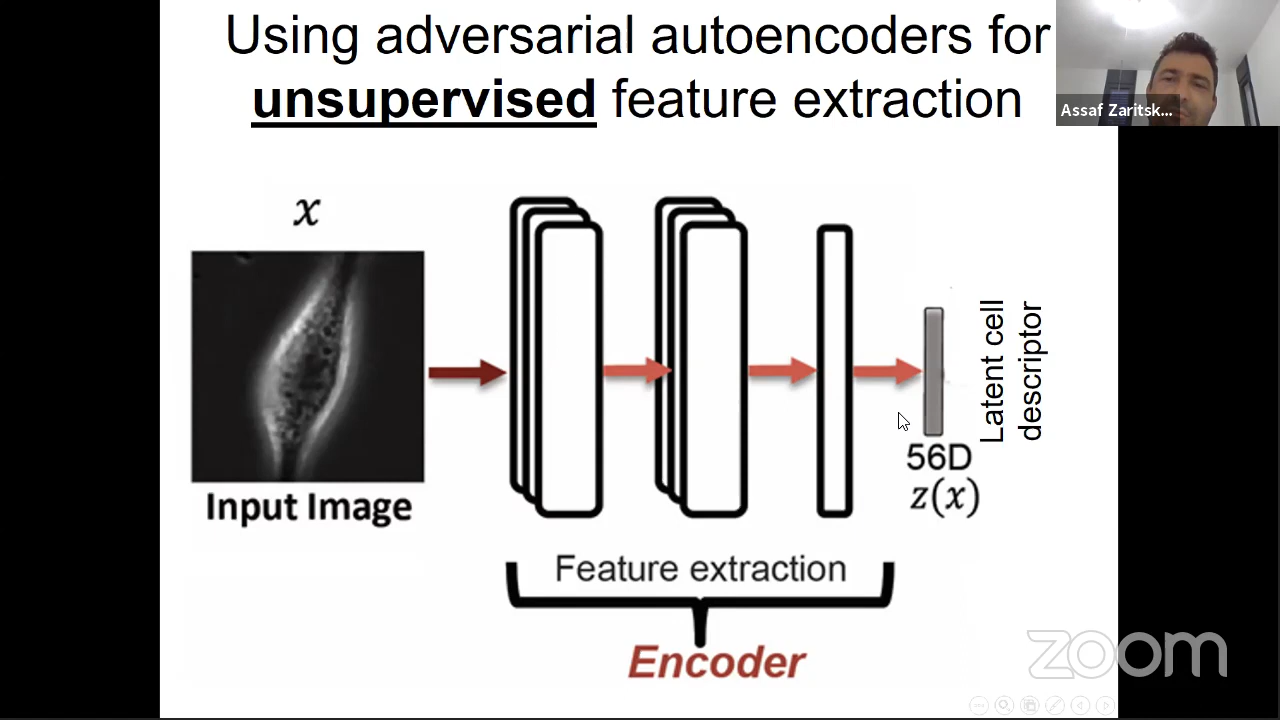 Using adversarial autoencoders for
unsupervised feature extraction
Assaf Zaritsk...
x
Input Image
Latent cell
descriptor
56D
z(x)
Feature extraction
Encoder
zoom